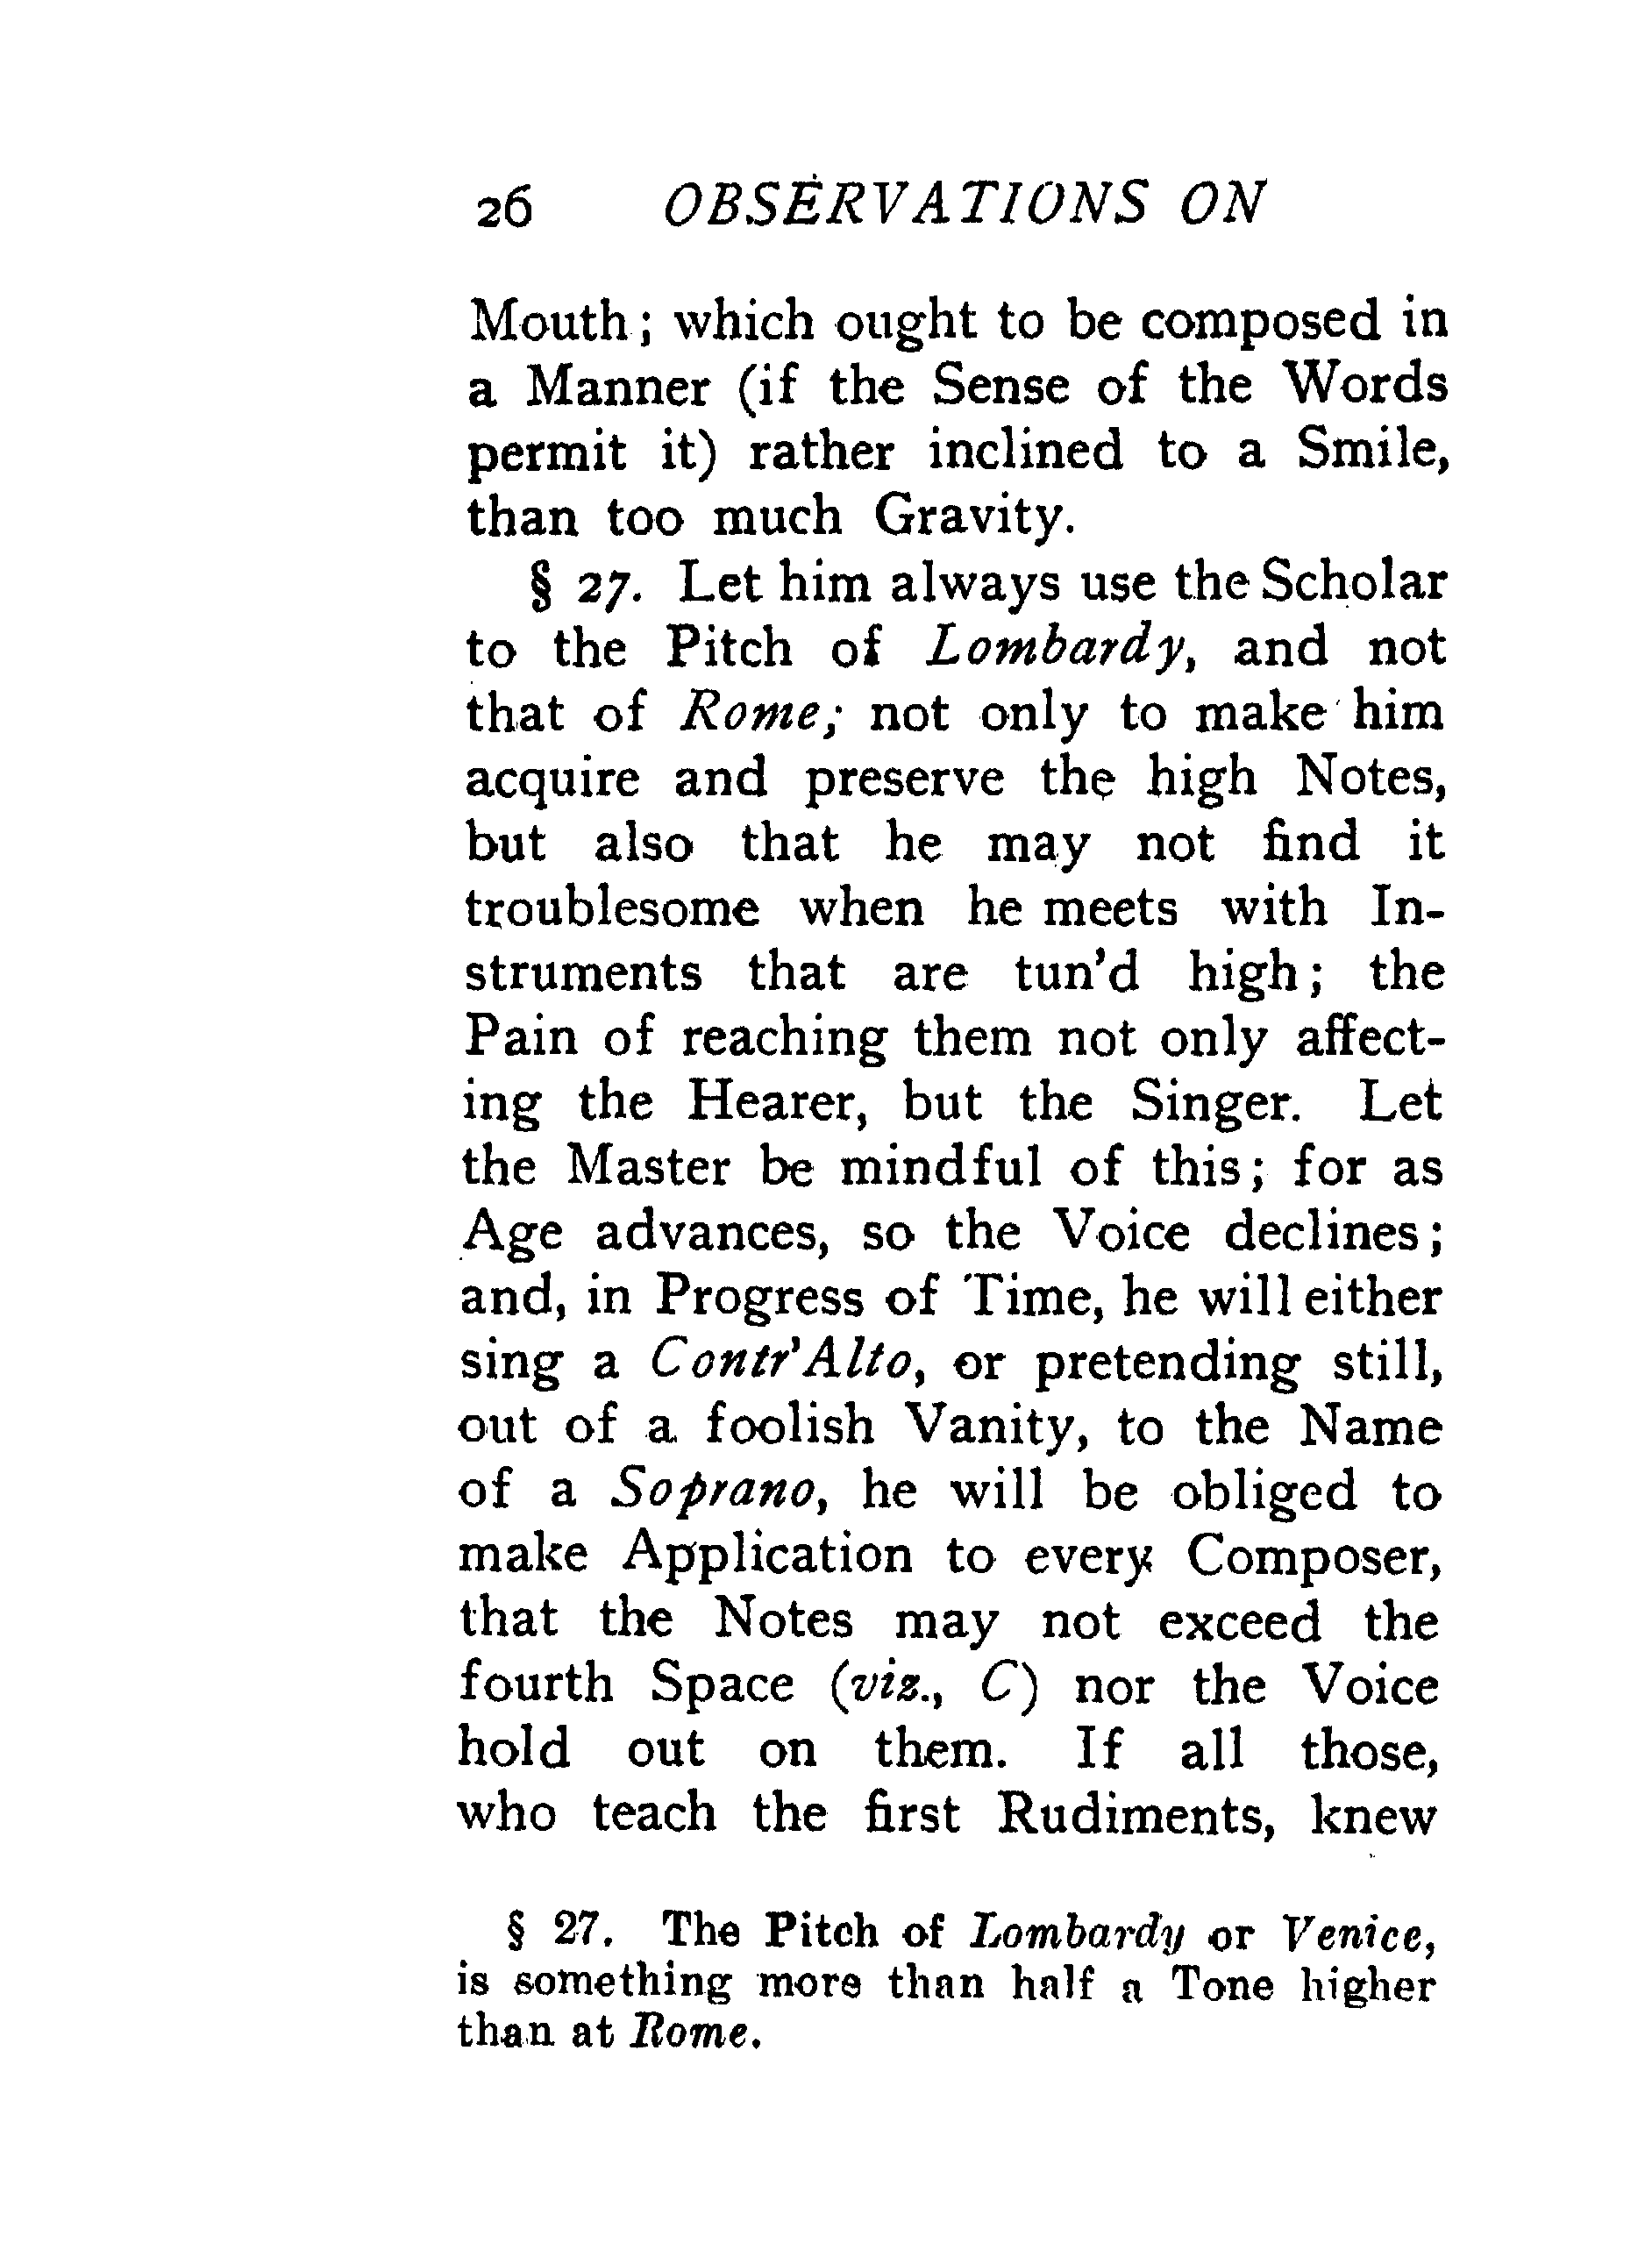 26 OBSERVATIONS ON
Mouth; which ought to be composed in
a Manner (if the Sense of the Words
permit it) rather inclined to a Smile,
than too much Gravity.
§ 27. Let him always use the Scholar
to the Pitch of Lombardy, and not
that of Rome; not only to make him
acquire and preserve the high Notes,
but also that he may not find it
troublesome when he meets with In-
struments that are tun'd high; the
Pain of reaching them not only affect-
ing the Hearer, but the Singer. Let
the Master be mindful of this; for as
Age advances, so the Voice declines;
and, in Progress of Time, he will either
sing a Contr'Alto, or pretending still,
out of a foolish Vanity, to the Name
of a Soprano, he will be obliged to
make Application to every Composer,
that the Notes may not exceed the
fourth Space (viz., C) nor the Voice
hold out on them. If all those,
who teach the first Rudiments, knew
§ 27. The Pitch of Lombardy or Venice,
is something more than half a Tone higher
than at Rome.